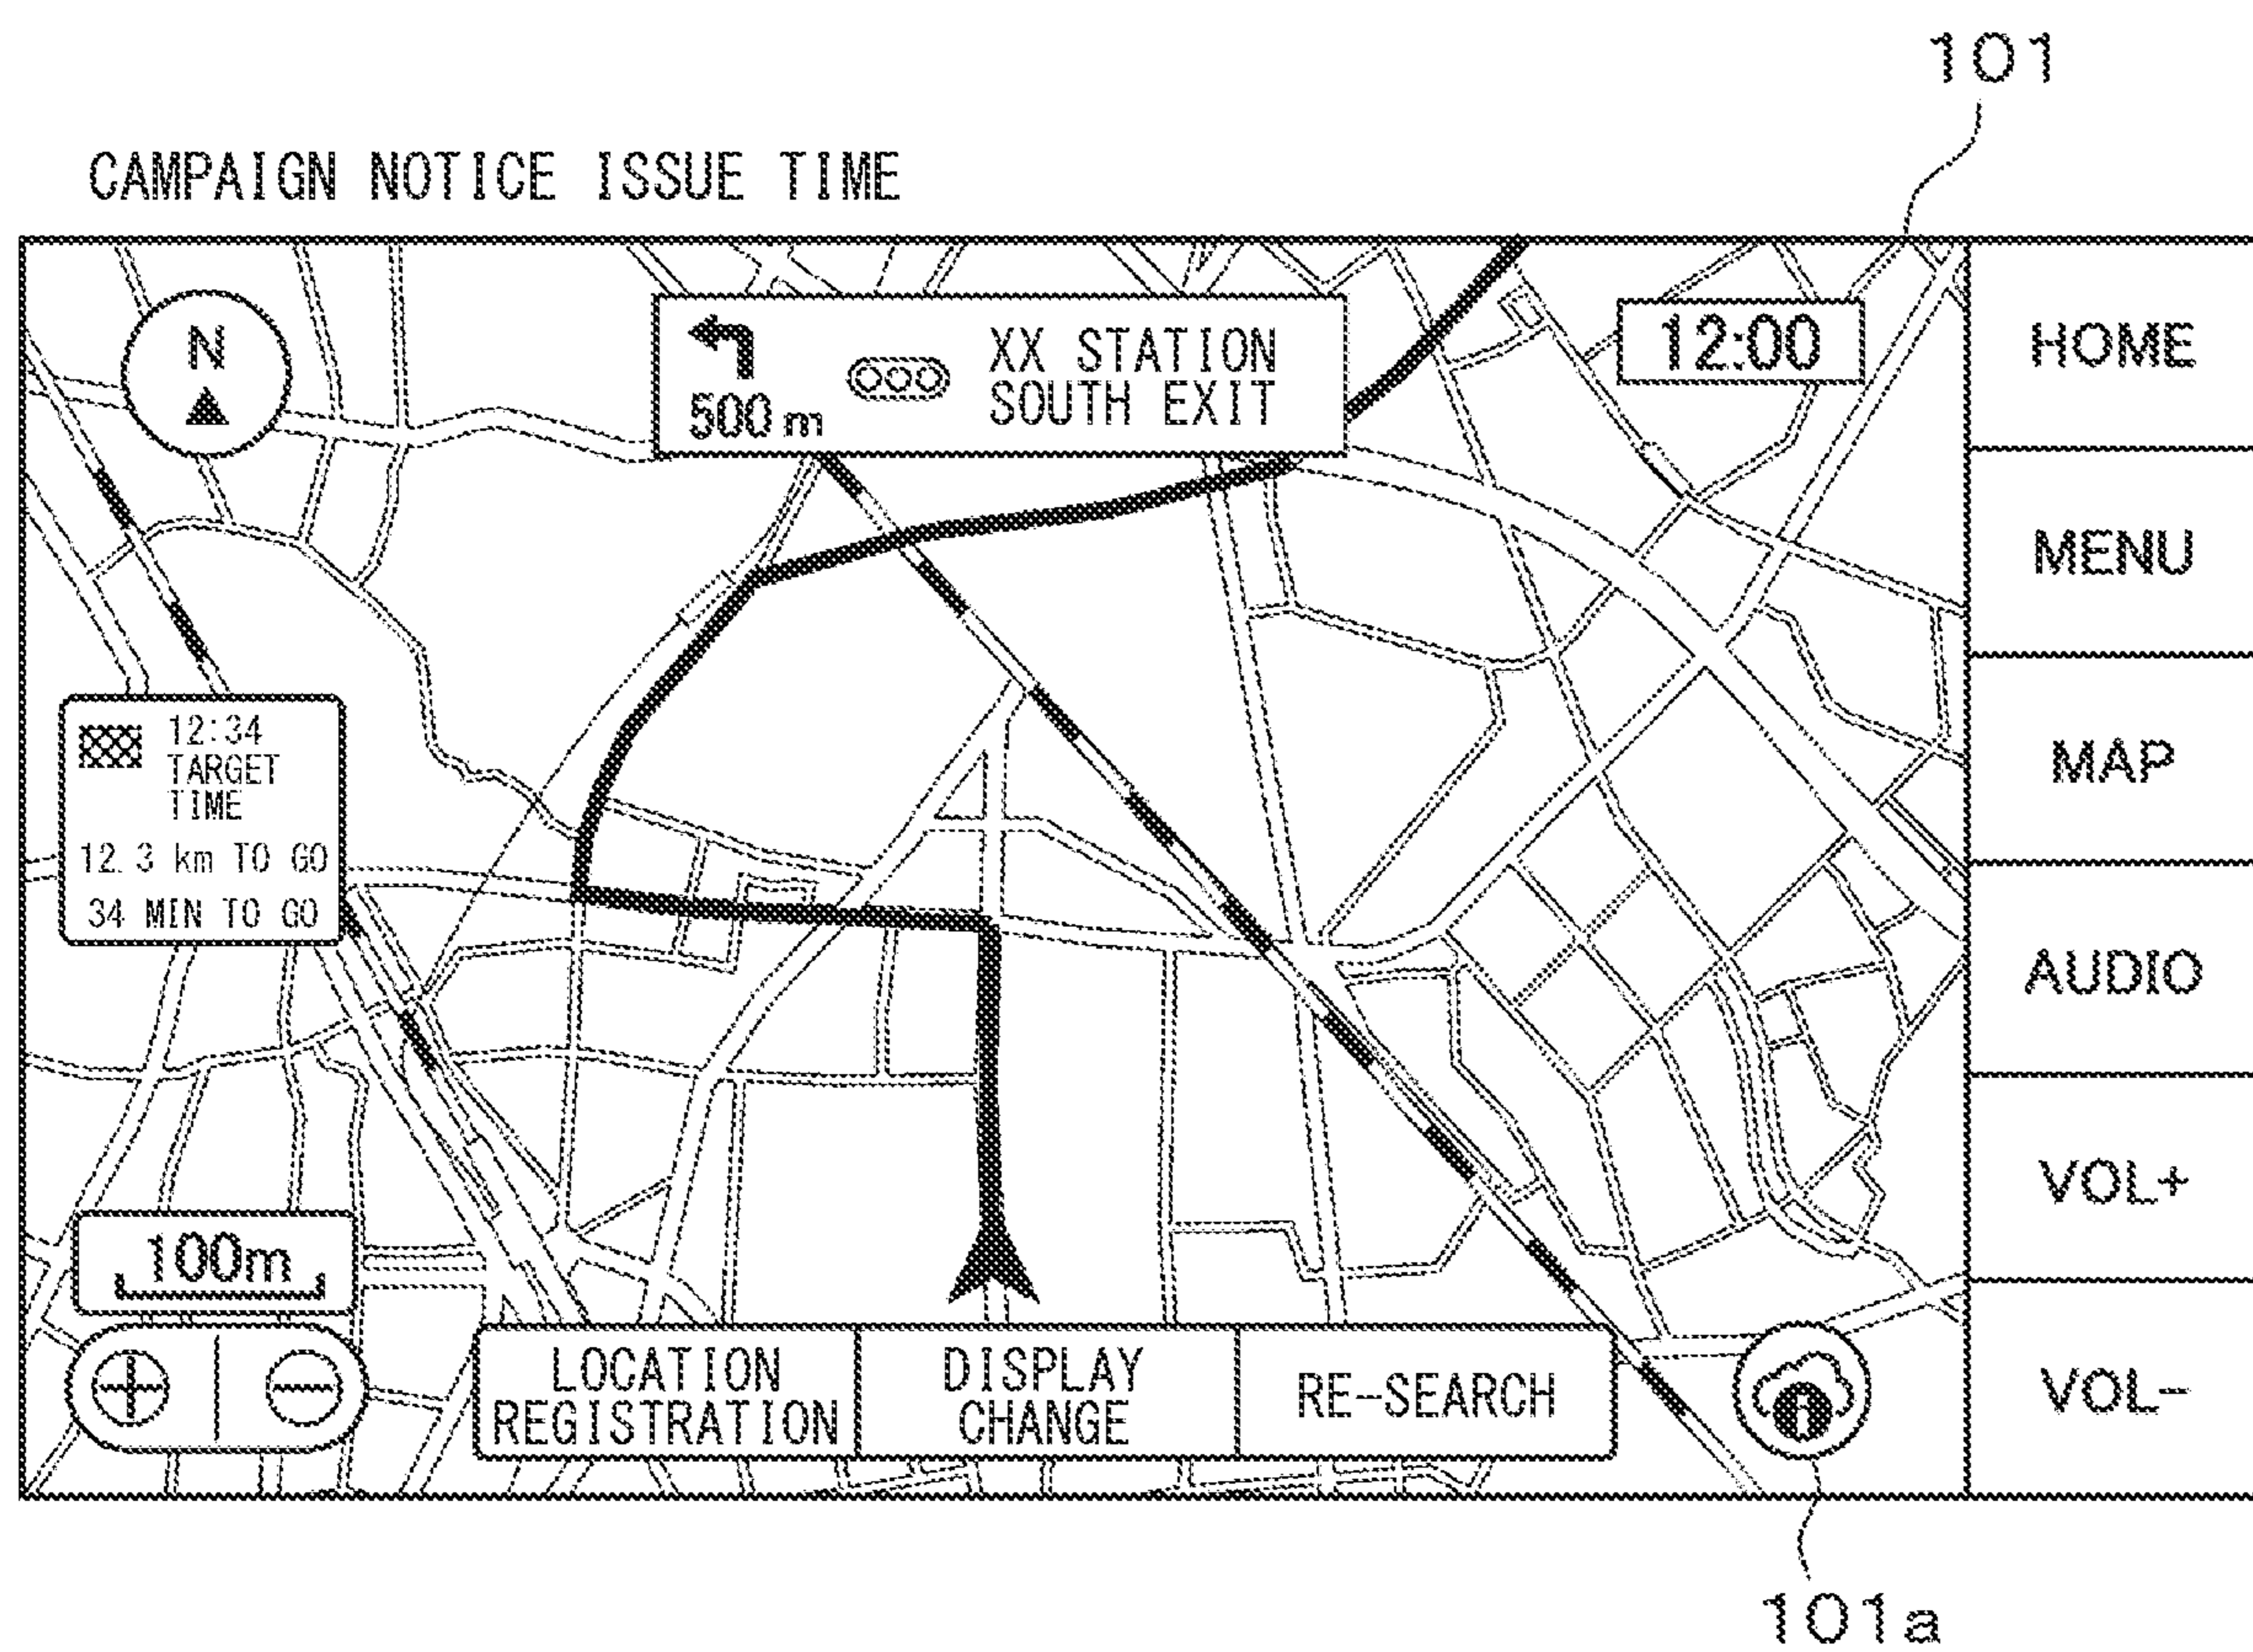 101
CAMPAIGN NOTICE ISSUE TIME
N
500 m
XX STATION
SOUTH EXIT
12:00
HOME
MENU
MAP
AUDIO
VOL+
VOL-
12:34
TARGET
TIME
12.3 km TO GO
34 MIN TO GO
100m
LOCATION
REGISTRATION
DISPLAY
CHANGE
RE-SEARCH
i
101a